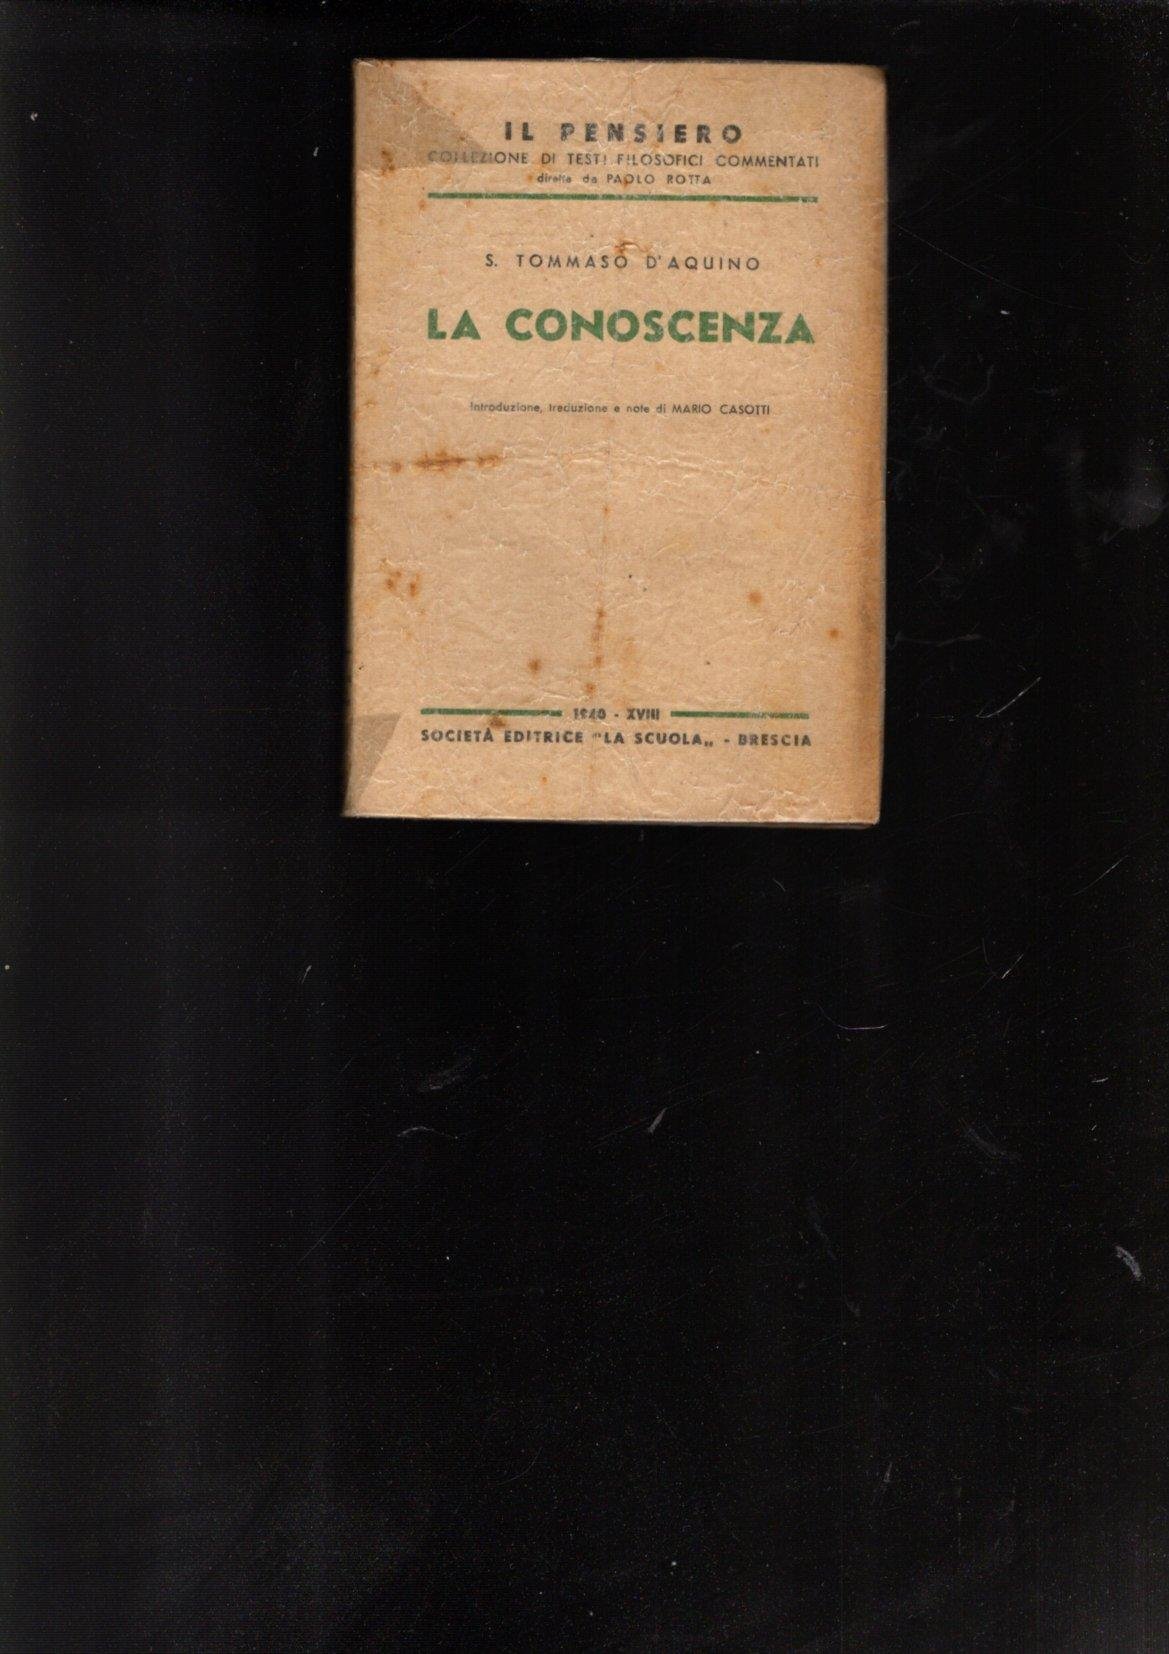 IL PENSIERO
COLLEZIONE DI TESTI FILOSOFICI COMMENTATI
diretta da PAOLO ROTTA
S. TOMMASO D'AQUINO
LA CONOSCENZA
Introduzione, traduzione e note di MARIO CASOTTI
1940 - XVIII
SOCIETÀ EDITRICE "LA SCUOLA„ - BRESCIA